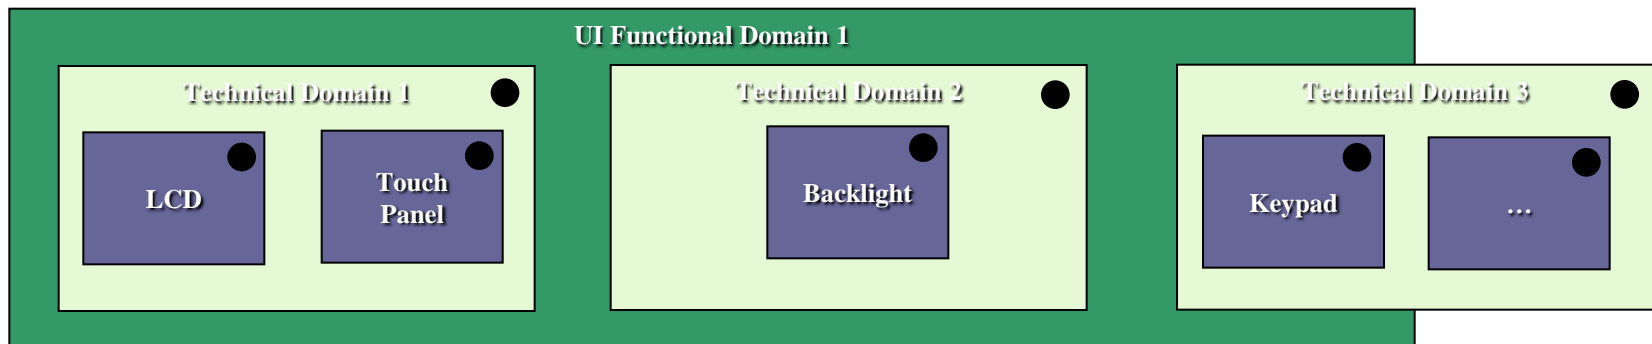 UI Functional Domain 1
Technical Domain 1
Technical Domain 2
Technical Domain 3
LCD
Touch
Panel
Backlight
Keypad
...